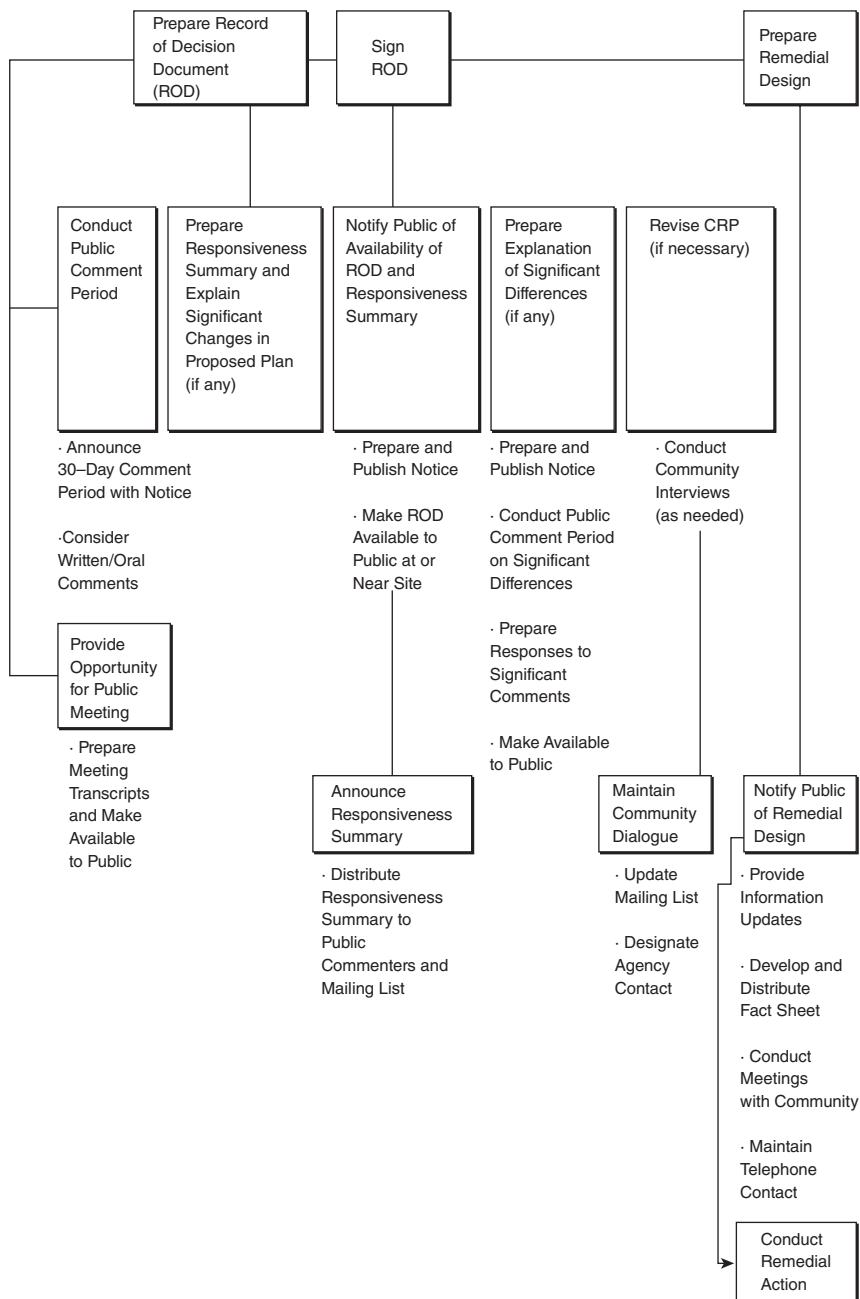 Prepare Record
of Decision
Document
(ROD)
Sign
ROD
Prepare
Remedial
Design
Conduct
Public
Comment
Period
Prepare
Responsiveness
Summary and
Explain
Significant
Changes in
Proposed Plan
(if any)
Notify Public of
Availability of
ROD and
Responsiveness
Summary
Prepare
Explanation
of Significant
Differences
(if any)
Revise CRP
(if necessary)
· Announce
30–Day Comment
Period with Notice
·Consider
Written/Oral
Comments
· Prepare and
Publish Notice
· Make ROD
Available to
Public at or
Near Site
· Prepare and
Publish Notice
· Conduct Public
Comment Period
on Significant
Differences
· Prepare
Responses to
Significant
Comments
· Make Available
to Public
· Conduct
Community
Interviews
(as needed)
Provide
Opportunity
for Public
Meeting
· Prepare
Meeting
Transcripts
and Make
Available
to Public
Announce
Responsiveness
Summary
· Distribute
Responsiveness
Summary to
Public
Commenters and
Mailing List
Maintain
Community
Dialogue
· Update
Mailing List
· Designate
Agency
Contact
Notify Public
of Remedial
Design
· Provide
Information
Updates
· Develop and
Distribute
Fact Sheet
· Conduct
Meetings
with Community
· Maintain
Telephone
Contact
Conduct
Remedial
Action